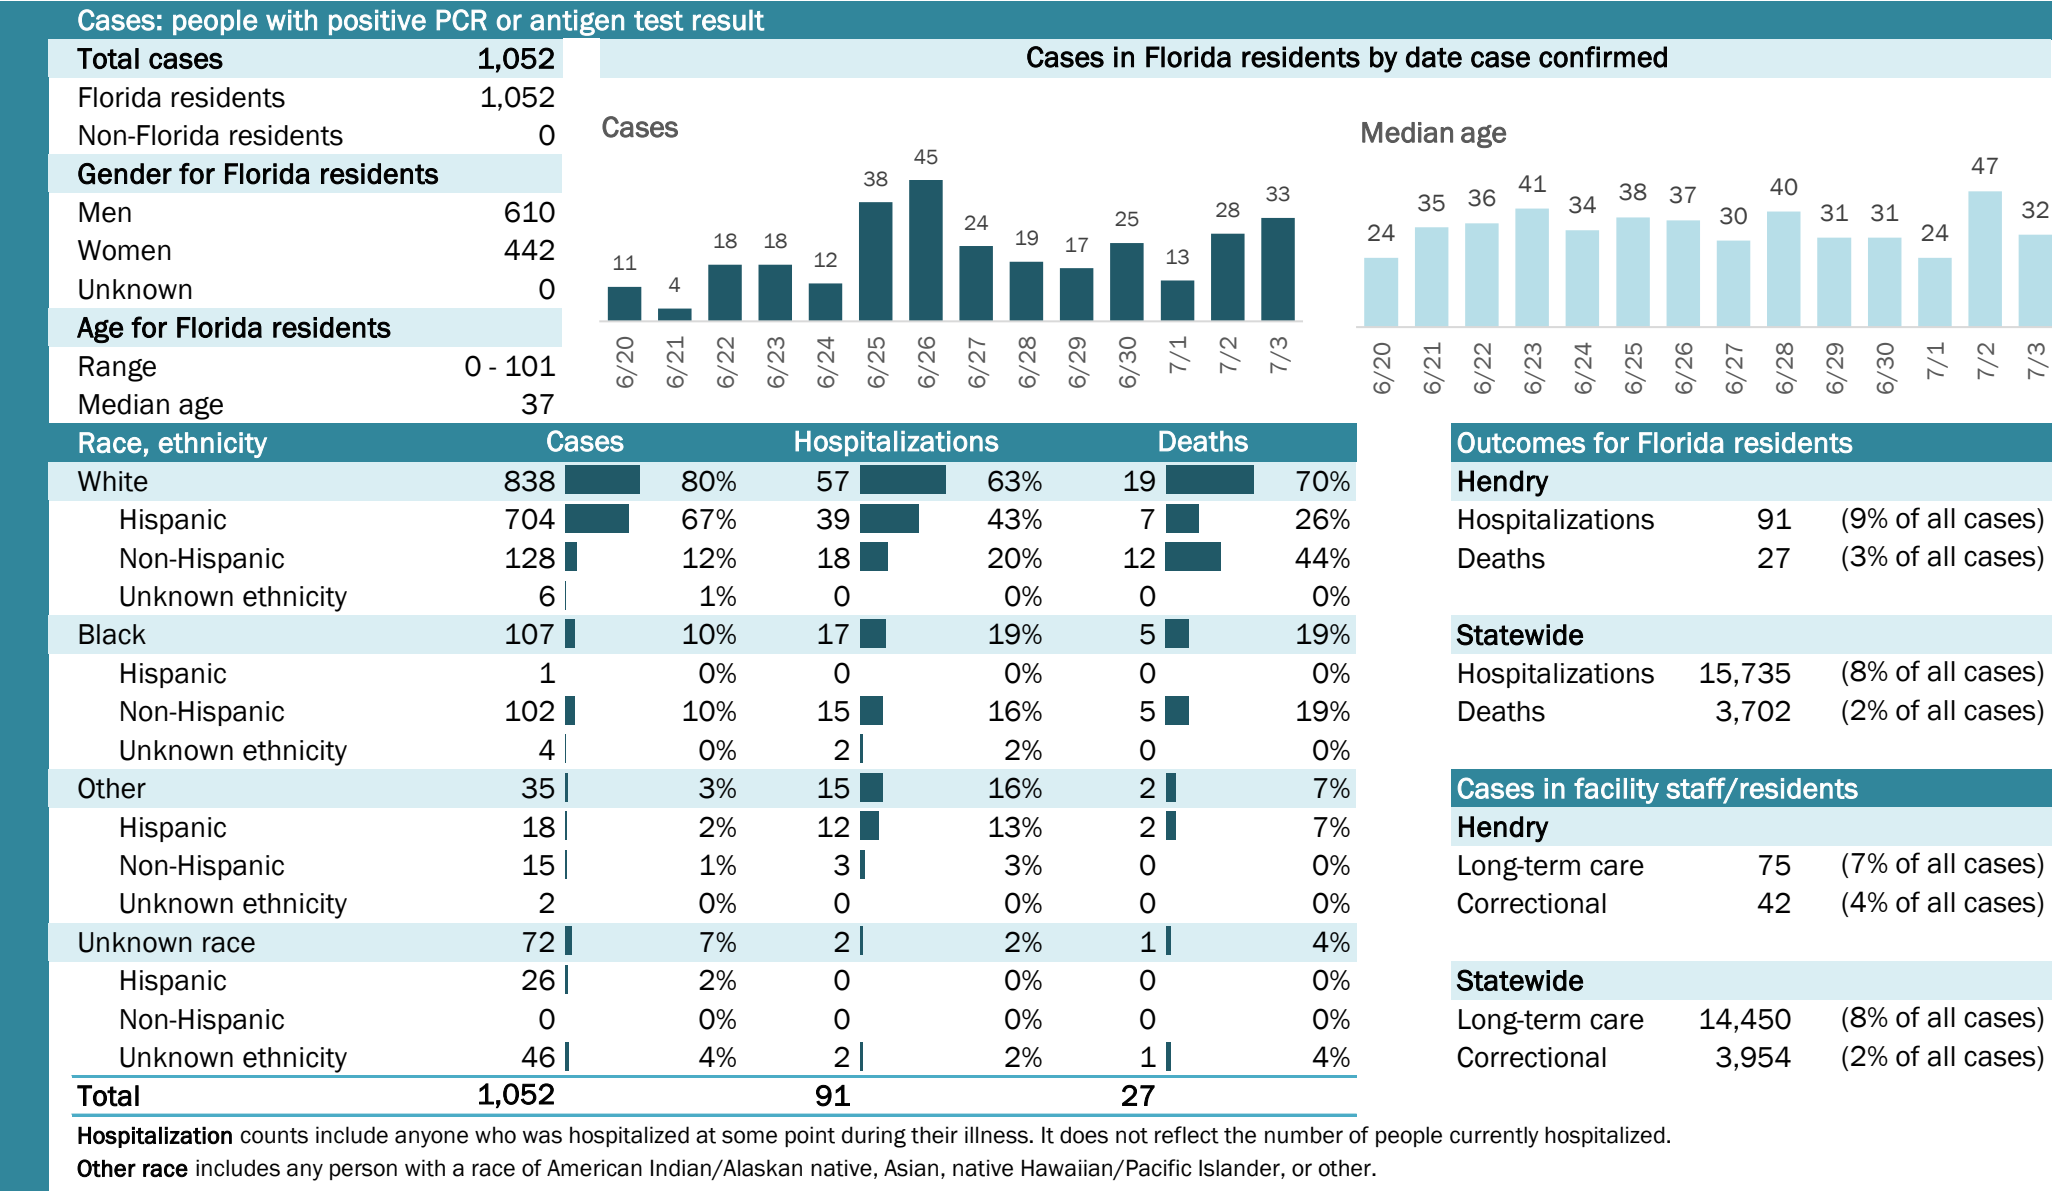 Cases: people with positive PCR or antigen test result
Total cases 1,052
Florida residents 1,052
Non-Florida residents 0
Gender for Florida residents
Men 610
Women 442
Unknown 0
Age for Florida residents
Range 0 - 101
Median age 37
Cases in Florida residents by date case confirmed
Cases
11 4 18 18 12 38 45 24 19 17 25 13 28 33
6/20 6/21 6/22 6/23 6/24 6/25 6/26 6/27 6/28 6/29 6/30 7/1 7/2 7/3
Median age
24 35 36 41 34 38 37 30 40 31 31 24 47 32
6/20 6/21 6/22 6/23 6/24 6/25 6/26 6/27 6/28 6/29 6/30 7/1 7/2 7/3
Race, ethnicity Cases Hospitalizations Deaths
White 838 80% 57 63% 19 70%
Hispanic 704 67% 39 43% 7 26%
Non-Hispanic 128 12% 18 20% 12 44%
Unknown ethnicity 6 1% 0 0% 0 0%
Black 107 10% 17 19% 5 19%
Hispanic 1 0% 0 0% 0 0%
Non-Hispanic 102 10% 15 16% 5 19%
Unknown ethnicity 4 0% 2 2% 0 0%
Other 35 3% 15 16% 2 7%
Hispanic 18 2% 12 13% 2 7%
Non-Hispanic 15 1% 3 3% 0 0%
Unknown ethnicity 2 0% 0 0% 0 0%
Unknown race 72 7% 2 2% 1 4%
Hispanic 26 2% 0 0% 0 0%
Non-Hispanic 0 0% 0 0% 0 0%
Unknown ethnicity 46 4% 2 2% 1 4%
Total 1,052 91 27
Outcomes for Florida residents
Hendry
Hospitalizations 91 (9% of all cases)
Deaths 27 (3% of all cases)
Statewide
Hospitalizations 15,735 (8% of all cases)
Deaths 3,702 (2% of all cases)
Cases in facility staff/residents
Hendry
Long-term care 75 (7% of all cases)
Correctional 42 (4% of all cases)
Statewide
Long-term care 14,450 (8% of all cases)
Correctional 3,954 (2% of all cases)
Hospitalization counts include anyone who was hospitalized at some point during their illness. It does not reflect the number of people currently hospitalized.
Other race includes any person with a race of American Indian/Alaskan native, Asian, native Hawaiian/Pacific Islander, or other.